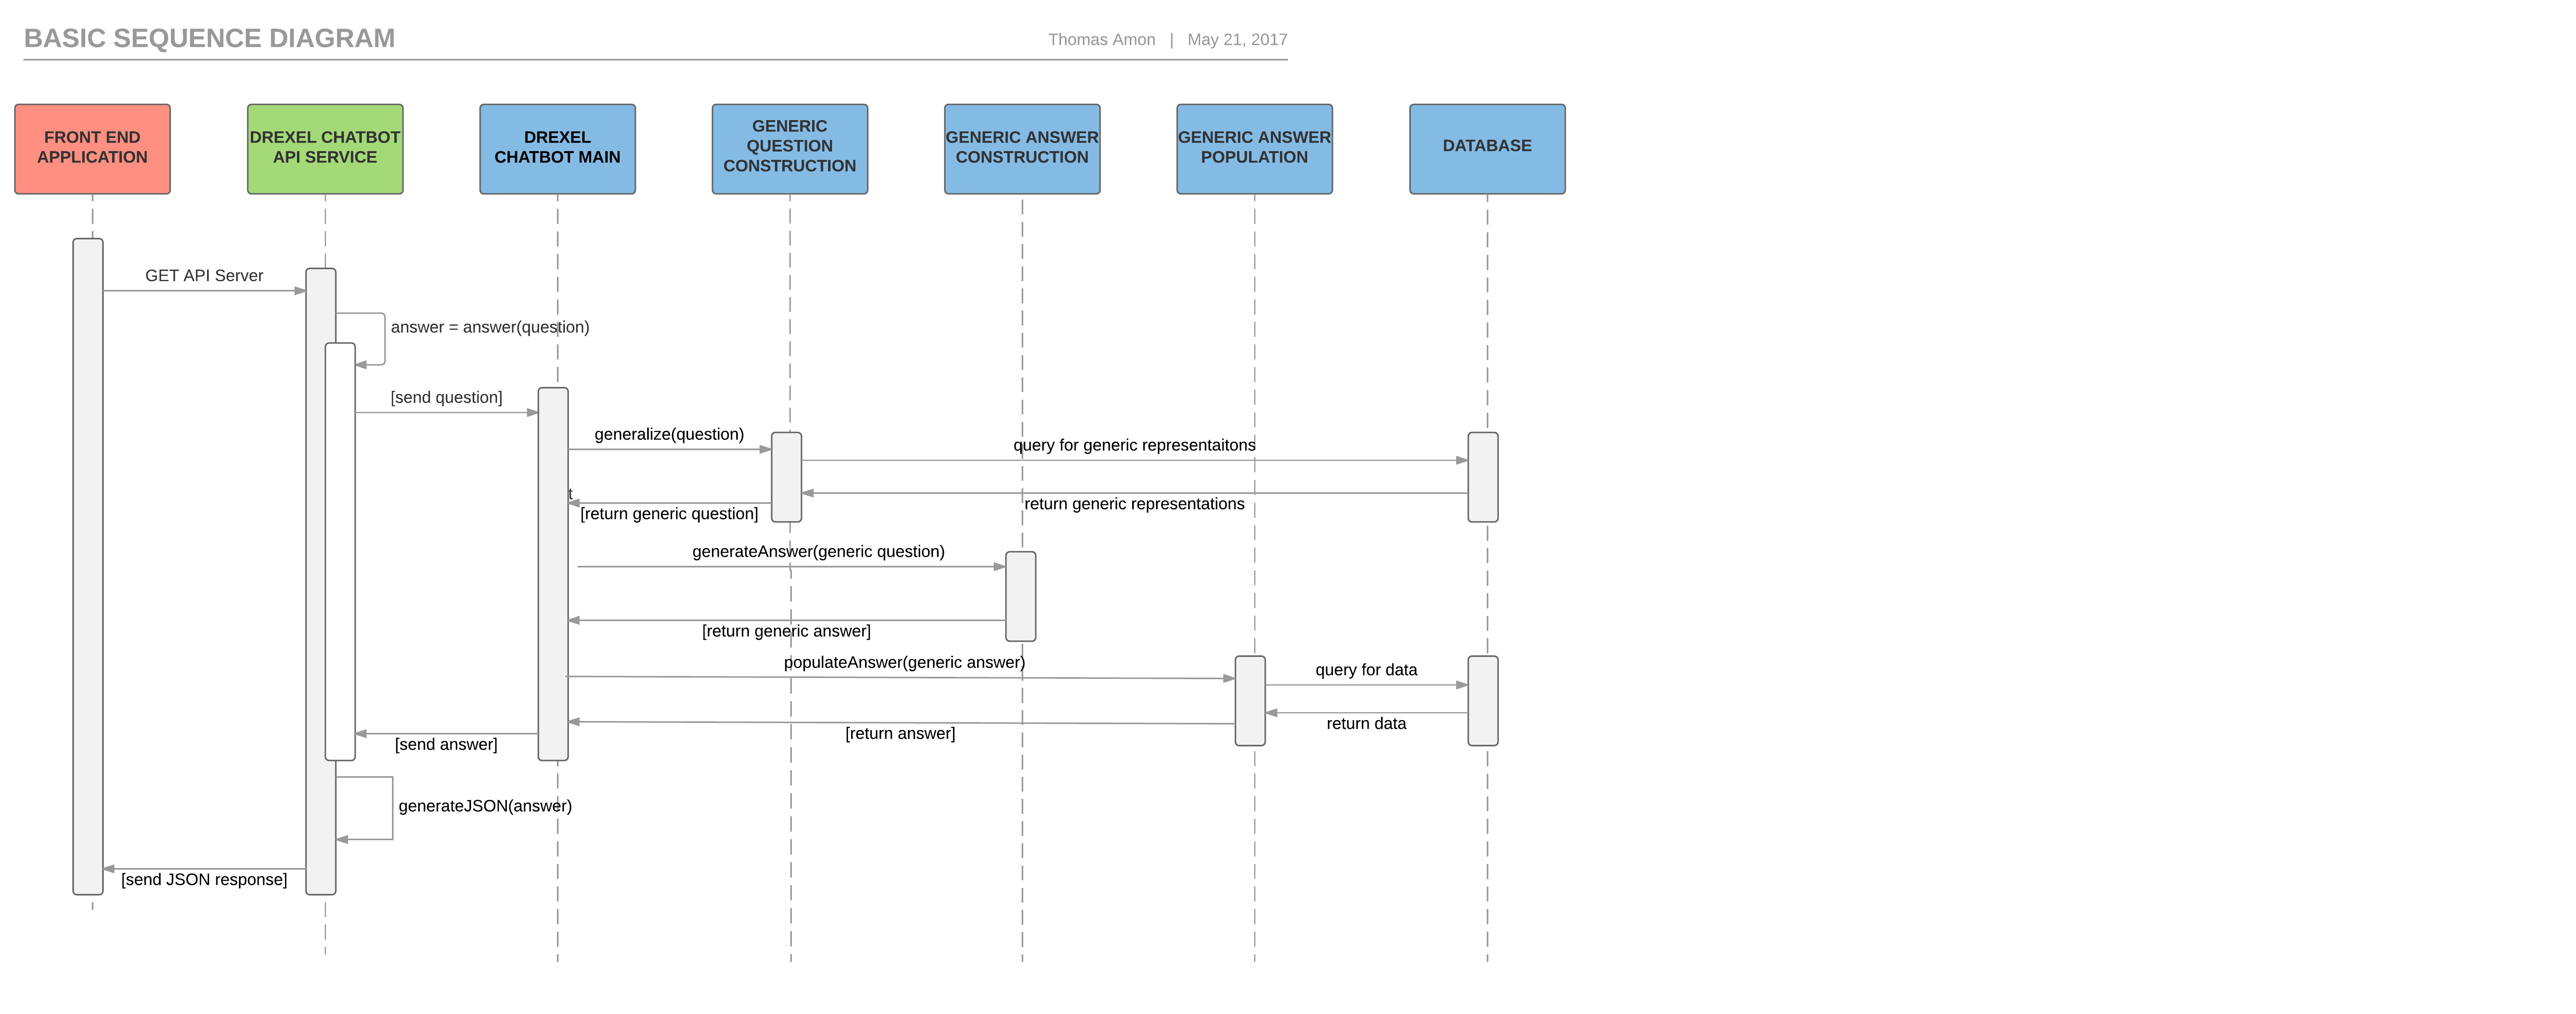 BASIC SEQUENCE DIAGRAM
Thomas Amon | May 21, 2017
FRONT END
APPLICATION
DREXEL CHATBOT
API SERVICE
DREXEL
CHATBOT MAIN
GENERIC
QUESTION
CONSTRUCTION
GENERIC ANSWER
CONSTRUCTION
GENERIC ANSWER
POPULATION
DATABASE
GET API Server
answer = answer(question)
[send question]
generalize(question)
query for generic representaitons
t
[return generic question]
return generic representations
generateAnswer(generic question)
[return generic answer]
populateAnswer(generic answer)
query for data
return data
[return answer]
[send answer]
generateJSON(answer)
[send JSON response]